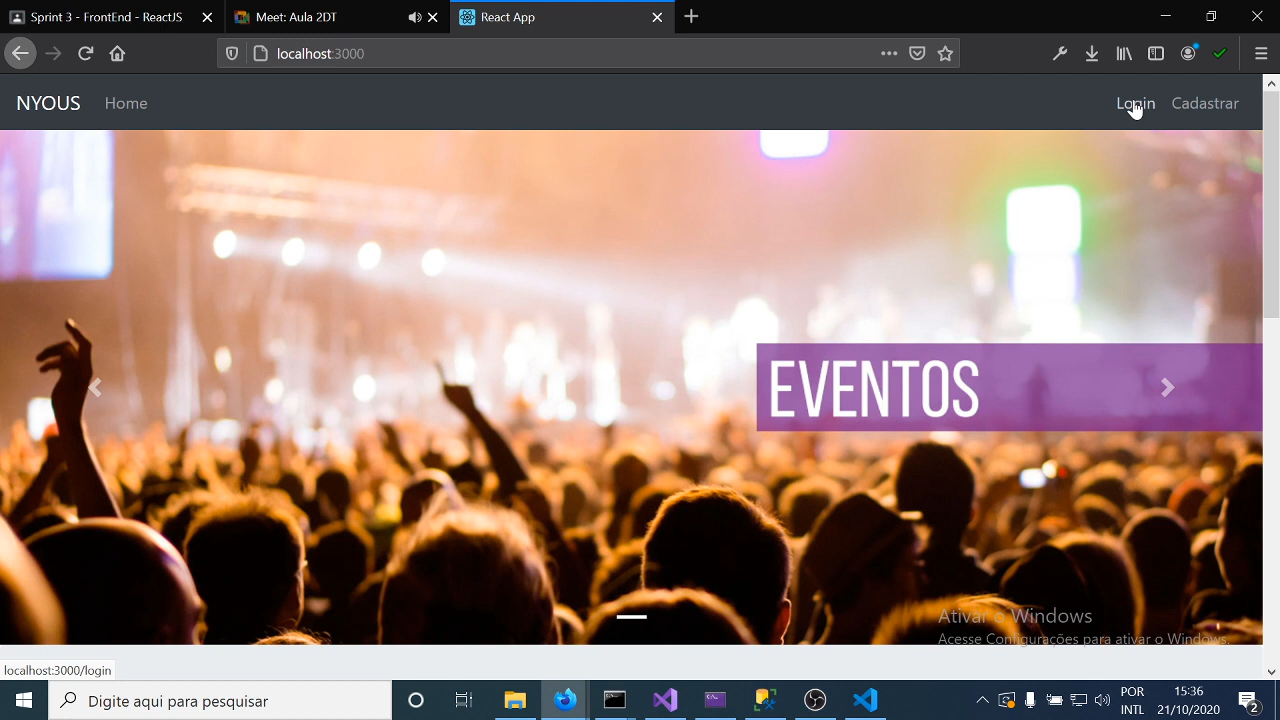 Sprint 3 - FrontEnd - ReactJS
Meet: Aula 2DT
React App
localhost:3000
NYOUS
Home
Login
Cadastrar
EVENTOS
Ativar o Windows
Acesse Configurações para ativar o Windows.
localhost:3000/login
Digite aqui para pesquisar
POR
INTL
15:36
21/10/2020
2